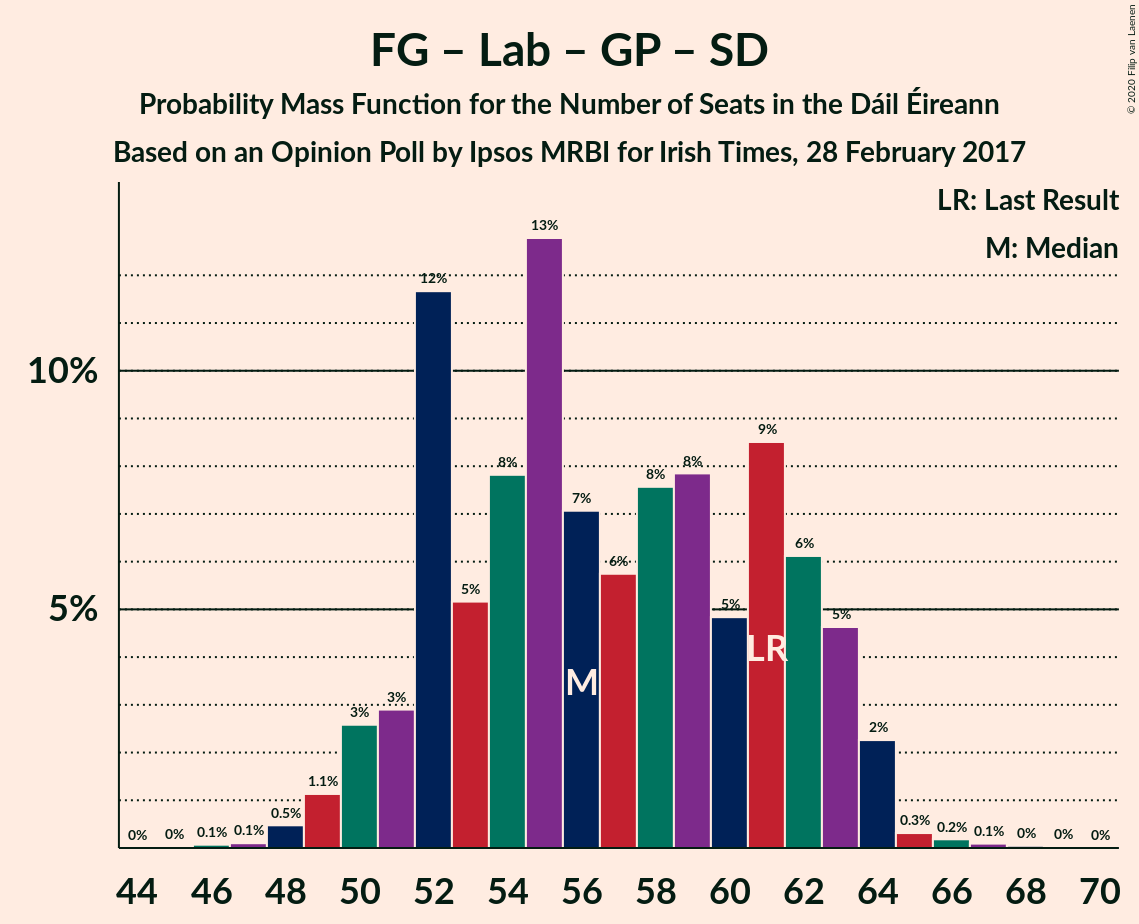 FG – Lab – GP – SD
Probability Mass Function for the Number of Seats in the Dáil Éireann
Based on an Opinion Poll by Ipsos MRBI for Irish Times, 28 February 2017
© 2020 Filip van Laenen
LR: Last Result
M: Median
10%
5%
0% 0% 0.1% 0.1% 0.5% 1.1% 3% 3% 12% 5% 8% 13% 7% 6% 8% 8% 5% 9% 6% 5% 2% 0.3% 0.2% 0.1% 0% 0% 0%
M
LR
44 46 48 50 52 54 56 58 60 62 64 66 68 70